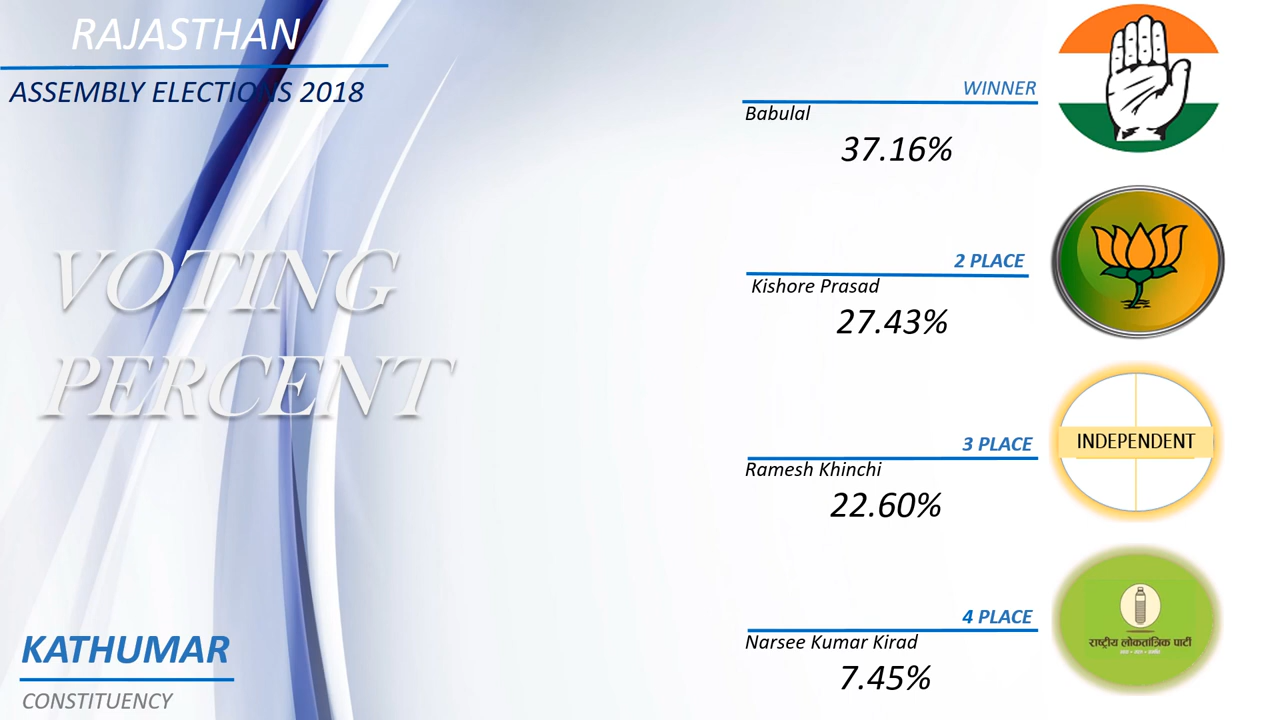 RAJASTHAN
ASSEMBLY ELECTIONS 2018
VOTING
PERCENT
KATHUMAR
CONSTITUENCY
WINNER
Babulal
37.16%
2 PLACE
Kishore Prasad
27.43%
3 PLACE
Ramesh Khinchi
22.60%
INDEPENDENT
4 PLACE
Narsee Kumar Kirad
7.45%
राष्ट्रीय लोकतांत्रिक पार्टी